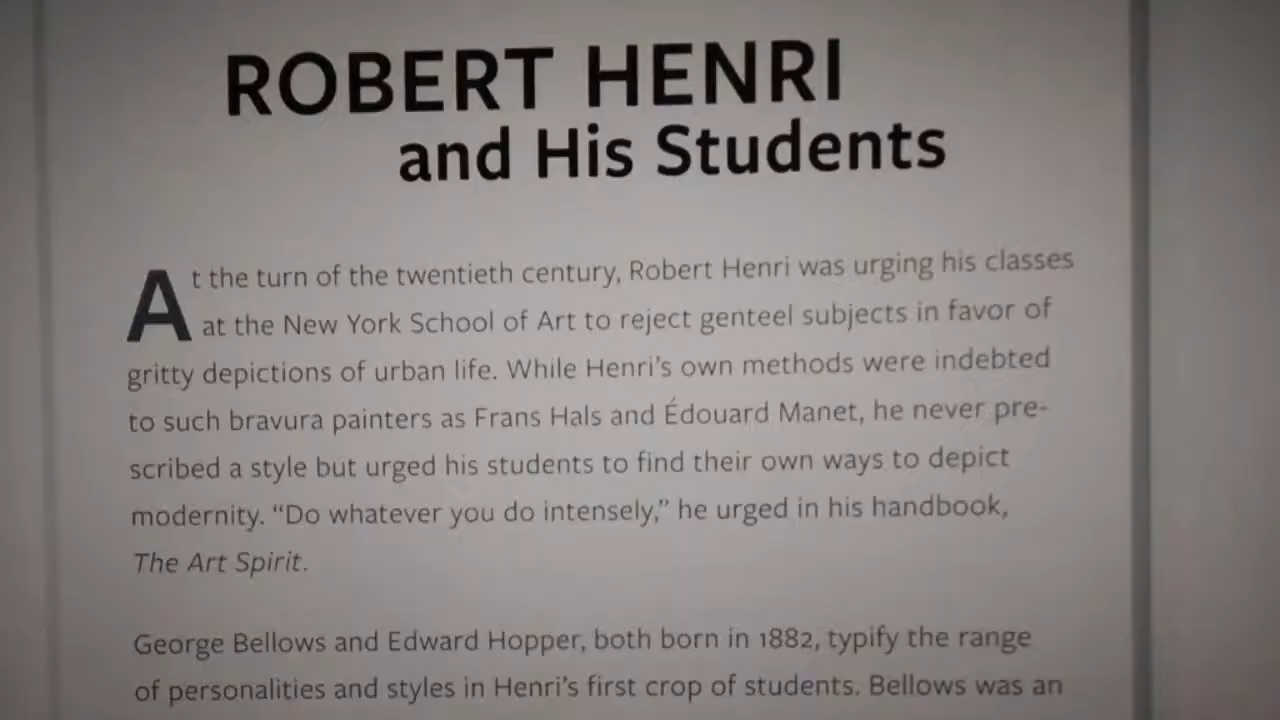 ROBERT HENRI
and His Students
At the turn of the twentieth century, Robert Henri was urging his classes
at the New York School of Art to reject genteel subjects in favor of
gritty depictions of urban life. While Henri’s own methods were indebted
to such bravura painters as Frans Hals and Édouard Manet, he never pre-
scribed a style but urged his students to find their own ways to depict
modernity. “Do whatever you do intensely,” he urged in his handbook,
The Art Spirit.
George Bellows and Edward Hopper, both born in 1882, typify the range
of personalities and styles in Henri’s first crop of students. Bellows was an